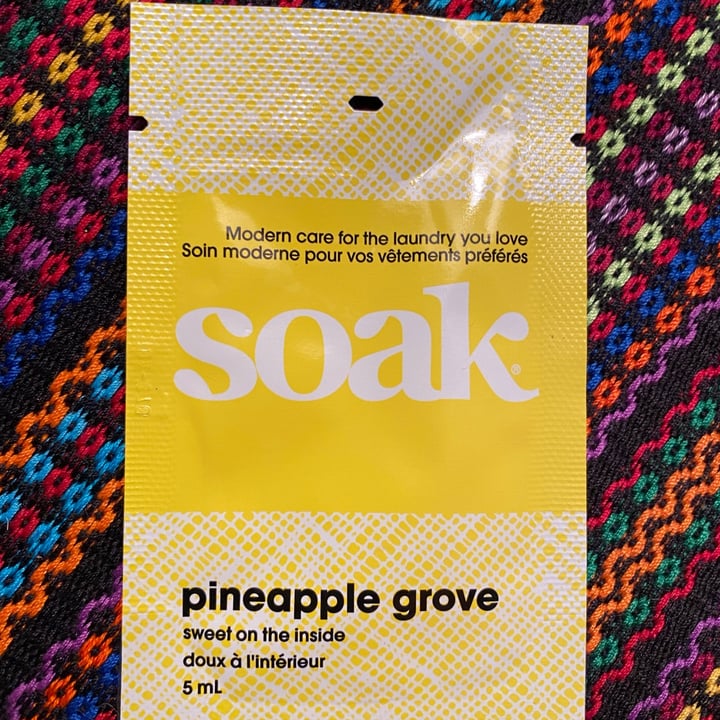 Modern care for the laundry you love
Soin moderne pour vos vêtements préférés
soak®
pineapple grove
sweet on the inside
doux à l'intérieur
5 mL